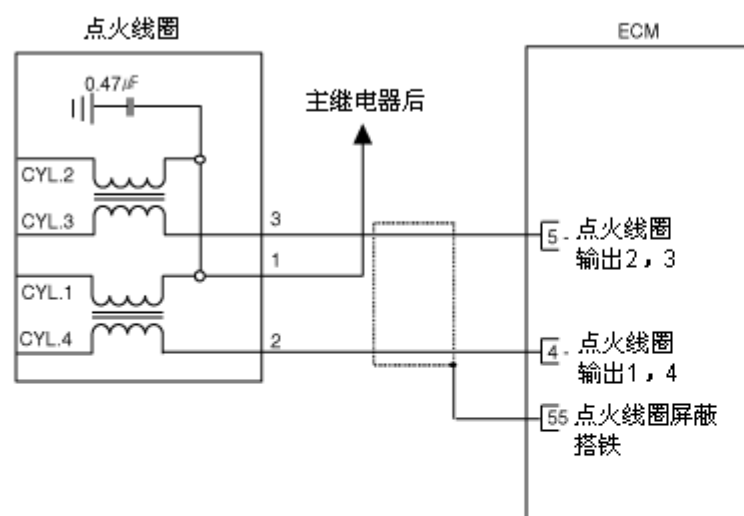 点火线圈
ECM
0.47㎌
主继电器后
CYL.2
CYL.3
3
5
点火线圈
输出2，3
1
CYL.1
CYL.4
2
4
点火线圈
输出1，4
55
点火线圈屏蔽
搭铁